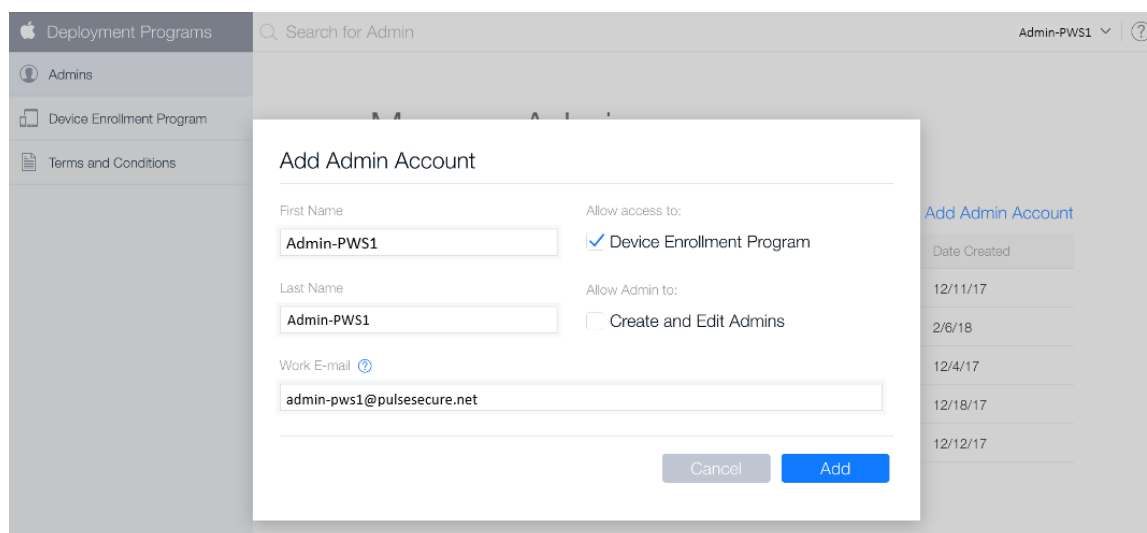 Deployment Programs
Search for Admin
Admin-PWS1
Admins
Device Enrollment Program
Terms and Conditions
Add Admin Account
First Name
Admin-PWS1
Last Name
Admin-PWS1
Allow access to:
Device Enrollment Program
Allow Admin to:
Create and Edit Admins
Work E-mail ?
admin-pws1@pulsesecure.net
Cancel
Add
Add Admin Account
Date Created
12/11/17
2/6/18
12/4/17
12/18/17
12/12/17